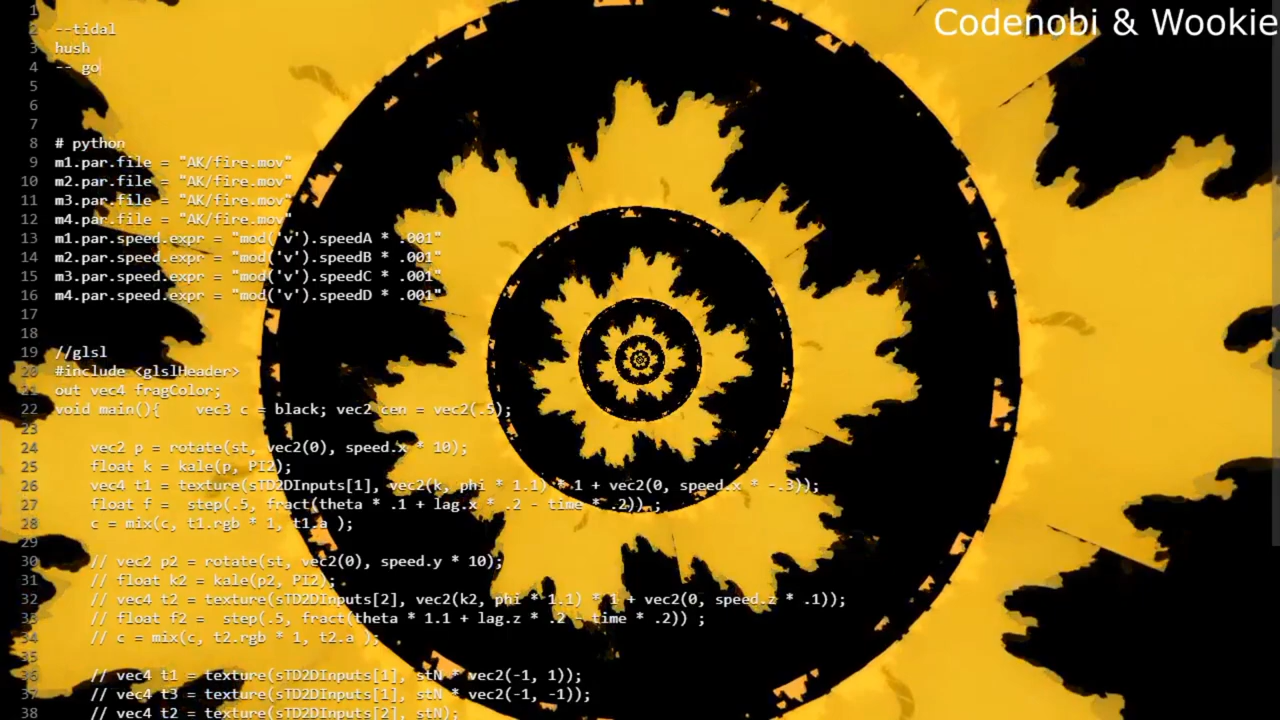 Codenobi & Wookie
1
2 --tidal
3 hush
4 -- go
5
6
7
8 # python
9 m1.par.file = "AK/fire.mov"
10 m2.par.file = "AK/fire.mov"
11 m3.par.file = "AK/fire.mov"
12 m4.par.file = "AK/fire.mov"
13 m1.par.speed.expr = "mod('v').speedA * .001"
14 m2.par.speed.expr = "mod('v').speedB * .001"
15 m3.par.speed.expr = "mod('v').speedC * .001"
16 m4.par.speed.expr = "mod('v').speedD * .001"
17
18
19 //glsl
20 #include <glslHeader>
21 out vec4 fragColor;
22 void main(){    vec3 c = black; vec2 cen = vec2(.5);
23
24     vec2 p = rotate(st, vec2(0), speed.x * 10);
25     float k = kale(p, PI2);
26     vec4 t1 = texture(sTD2DInputs[1], vec2(k, phi * 1.1) * 1 + vec2(0, speed.x * -.3));
27     float f =  step(.5, fract(theta * .1 + lag.x * .2 - time * .2)) ;
28     c = mix(c, t1.rgb * 1, t1.a );
29
30     // vec2 p2 = rotate(st, vec2(0), speed.y * 10);
31     // float k2 = kale(p2, PI2);
32     // vec4 t2 = texture(sTD2DInputs[2], vec2(k2, phi * 1.1) * 1 + vec2(0, speed.z * .1));
33     // float f2 =  step(.5, fract(theta * 1.1 + lag.z * .2 - time * .2)) ;
34     // c = mix(c, t2.rgb * 1, t2.a );
35
36     // vec4 t1 = texture(sTD2DInputs[1], stN * vec2(-1, 1));
37     // vec4 t3 = texture(sTD2DInputs[1], stN * vec2(-1, -1));
38     // vec4 t2 = texture(sTD2DInputs[2], stN);